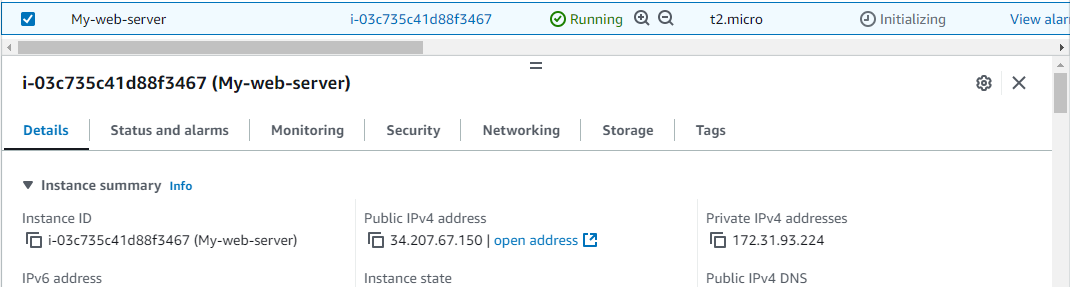 My-web-server i-03c735c41d88f3467 Running t2.micro Initializing View alar
i-03c735c41d88f3467 (My-web-server)
Details Status and alarms Monitoring Security Networking Storage Tags
Instance summary Info
Instance ID Public IPv4 address Private IPv4 addresses
i-03c735c41d88f3467 (My-web-server) 34.207.67.150 | open address 172.31.93.224
IPv6 address Instance state Public IPv4 DNS